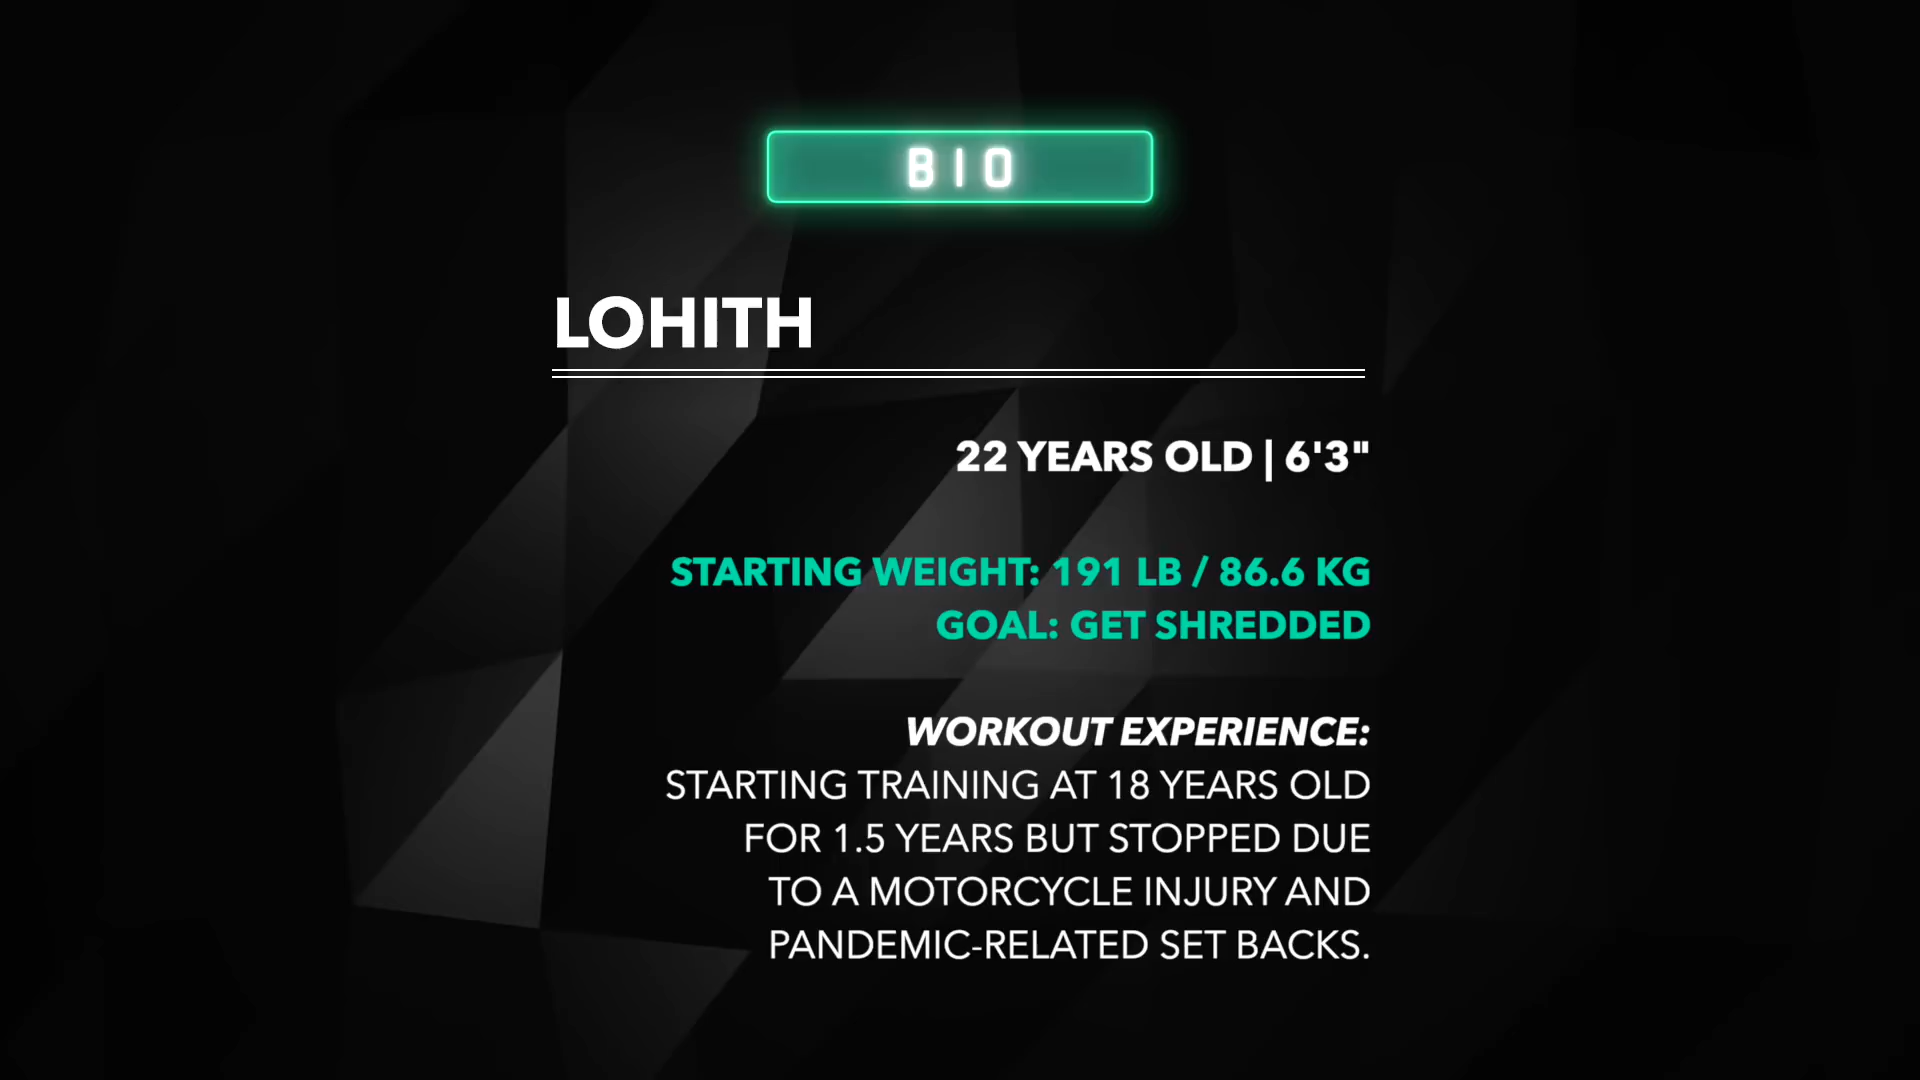 BIO
LOHITH
22 YEARS OLD | 6'3"
STARTING WEIGHT: 191 LB / 86.6 KG
GOAL: GET SHREDDED
WORKOUT EXPERIENCE:
STARTING TRAINING AT 18 YEARS OLD
FOR 1.5 YEARS BUT STOPPED DUE
TO A MOTORCYCLE INJURY AND
PANDEMIC-RELATED SET BACKS.